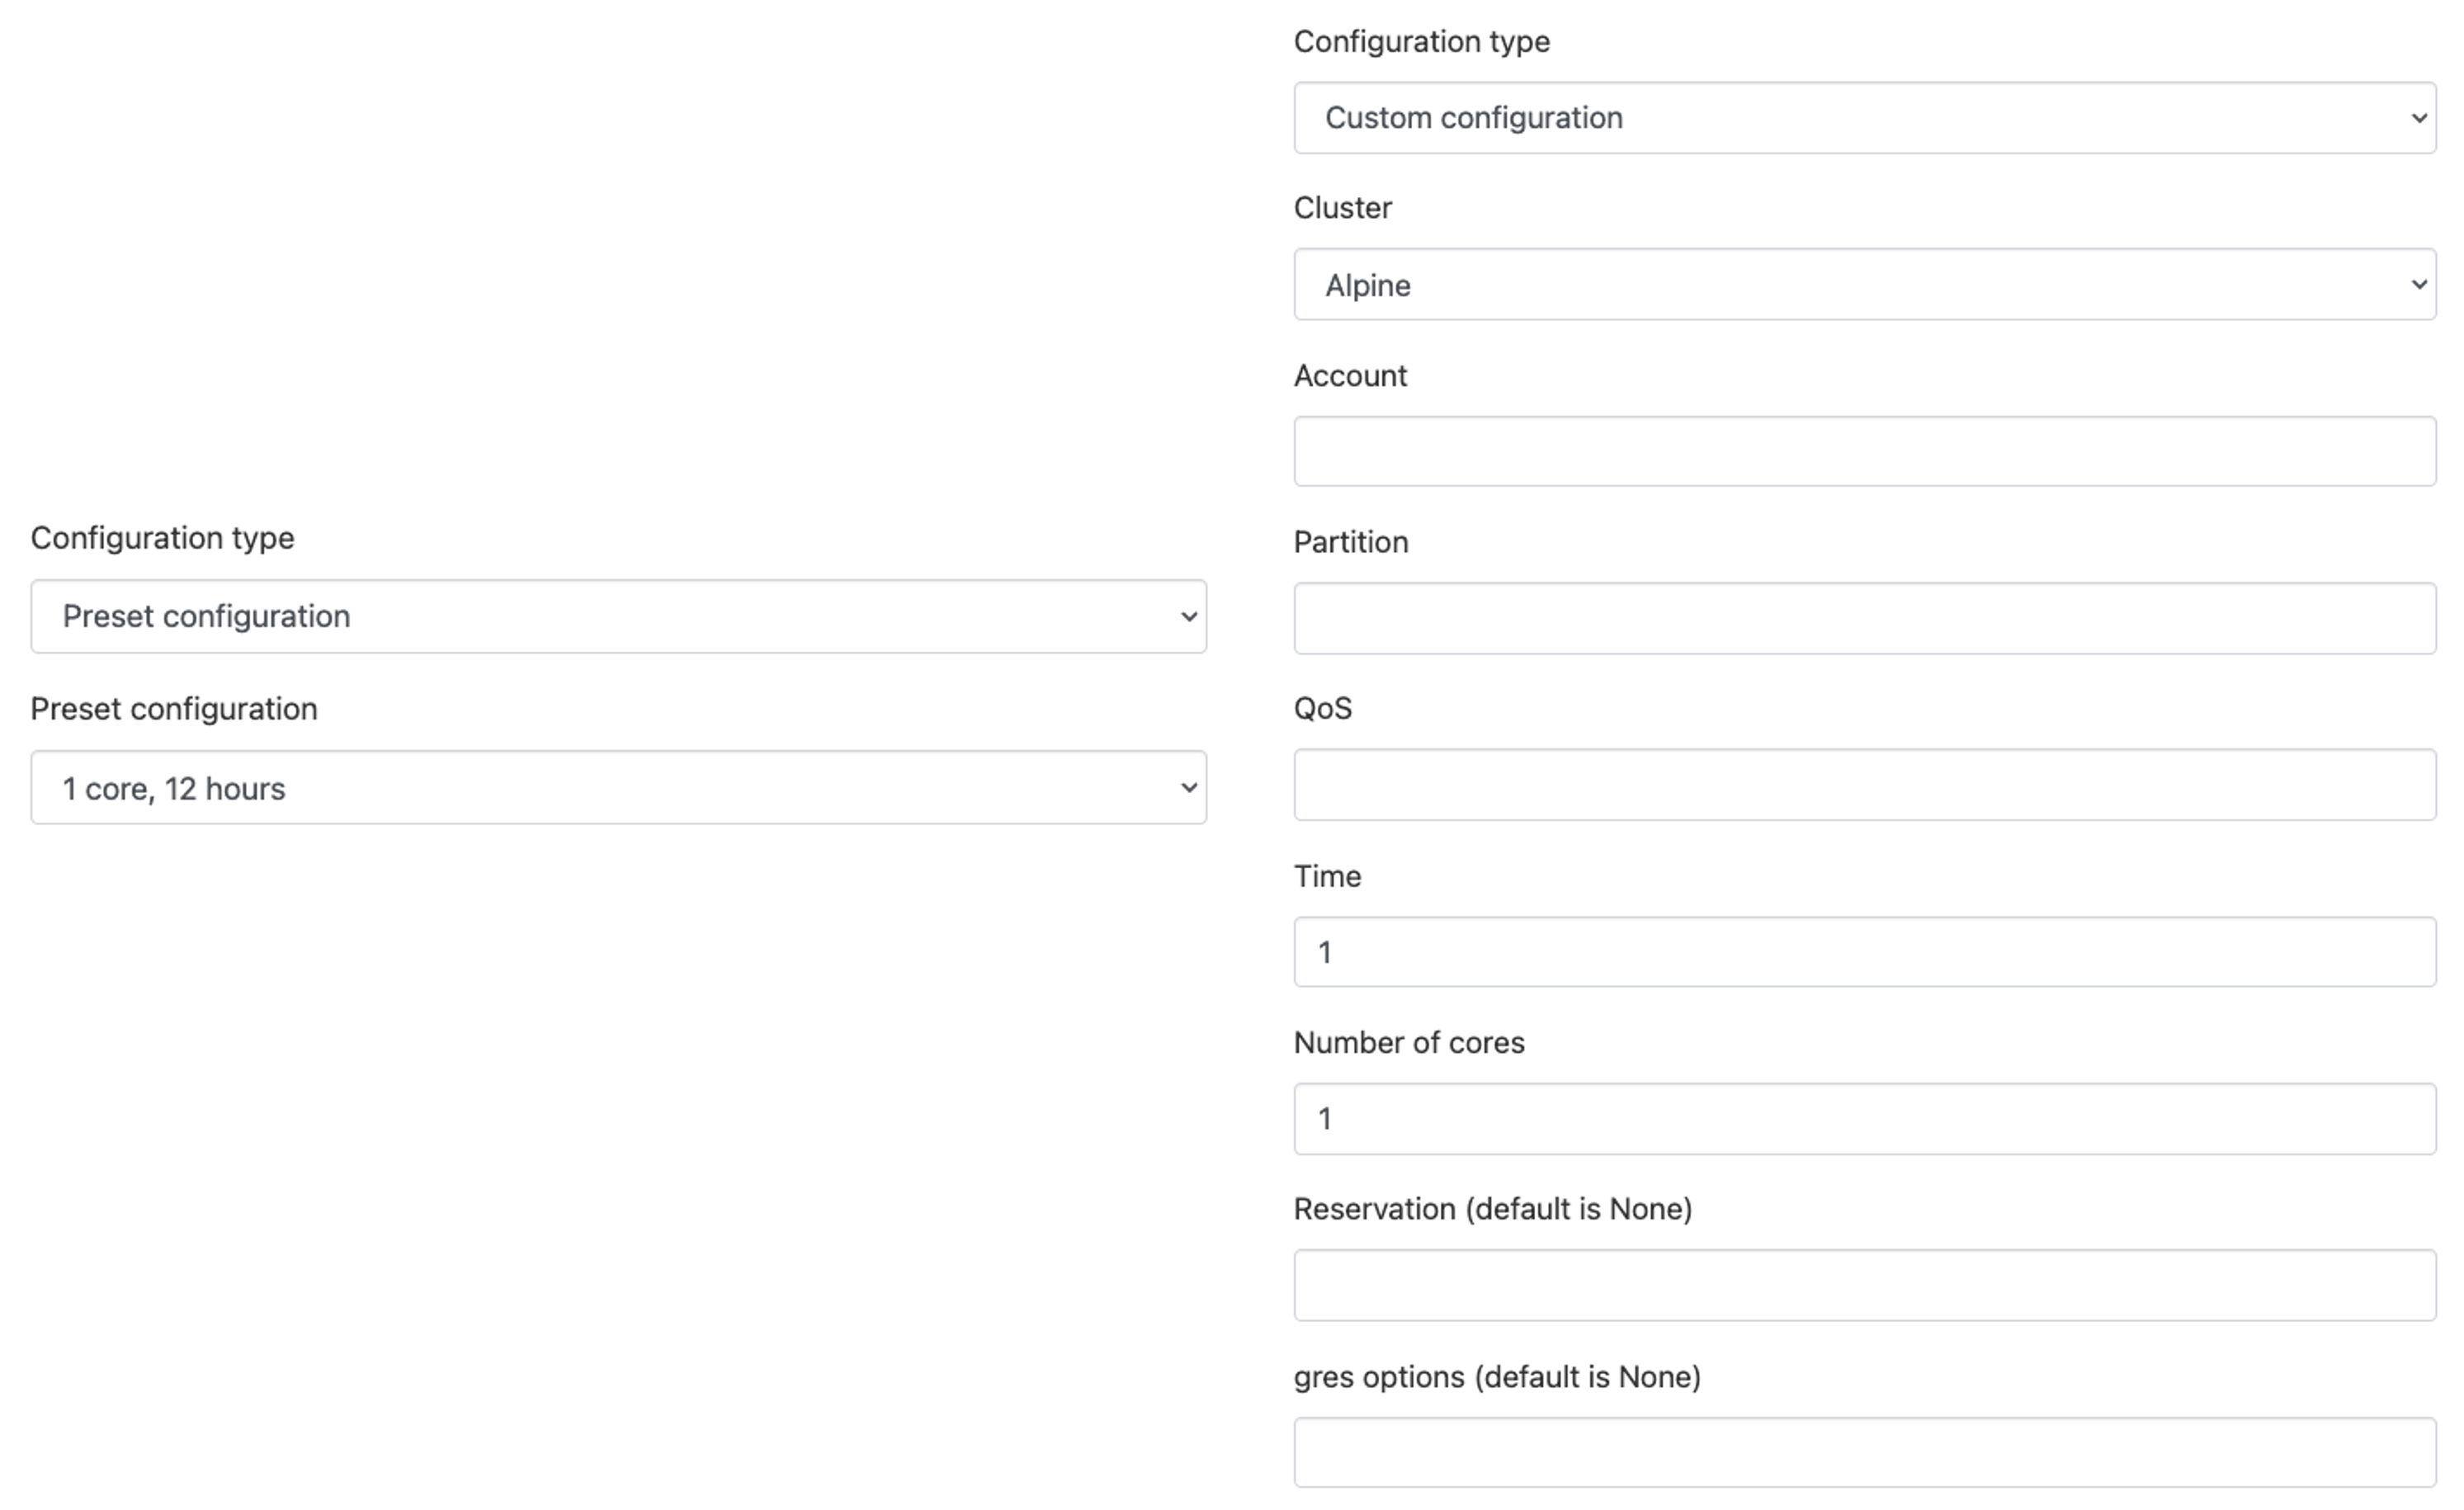 Configuration type
Preset configuration
Preset configuration
1 core, 12 hours
Configuration type
Custom configuration
Cluster
Alpine
Account
Partition
QoS
Time
1
Number of cores
1
Reservation (default is None)
gres options (default is None)